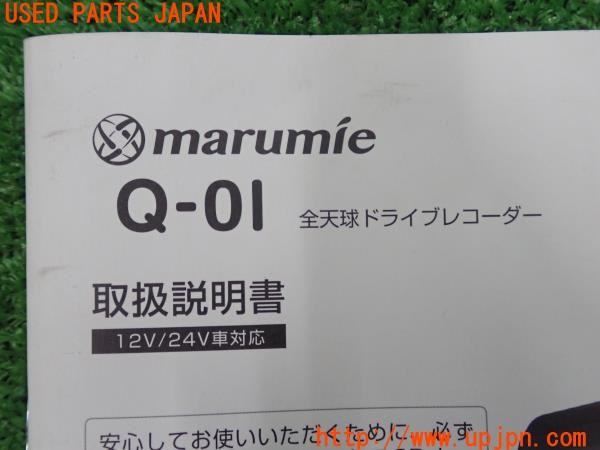 USED PARTS JAPAN
marumie
Q-01 全天球ドライブレコーダー
取扱説明書
12V/24V車対応
安心してお使いいただくために 必ず
http://www.upjpn.com